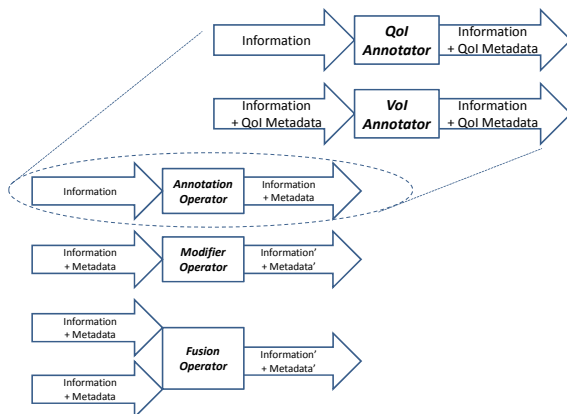 Information
QoI
Annotator
Information
+ QoI Metadata
Information
+ QoI Metadata
VoI
Annotator
Information
+ QoI Metadata
Information
Annotation
Operator
Information
+ Metadata
Information
+ Metadata
Modifier
Operator
Information'
+ Metadata'
Information
+ Metadata
Fusion
Operator
Information'
+ Metadata'
Information
+ Metadata